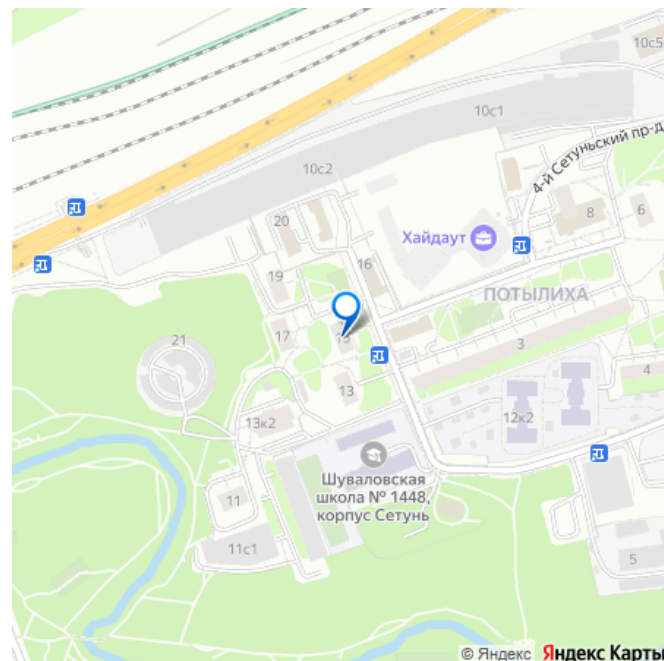 10с5
10с1
4-й Сетуньский пр-д
10с2
20
8
6
Хайдаут
16
19
ПОТЫЛИХА
17
15
21
3
13
4
13к2
12к2
Шуваловская
школа № 1448,
корпус Сетунь
11
11с1
5
© Яндекс Яндекс Карты